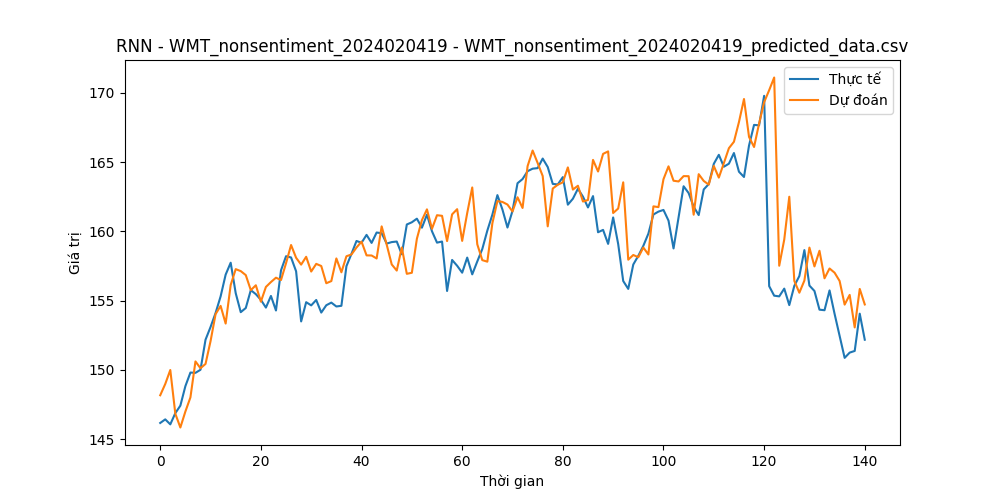 RNN - WMT_nonsentiment_2024020419 - WMT_nonsentiment_2024020419_predicted_data.csv
Thực tế
Dự đoán
Giá trị
170
165
160
155
150
145
0 20 40 60 80 100 120 140
Thời gian